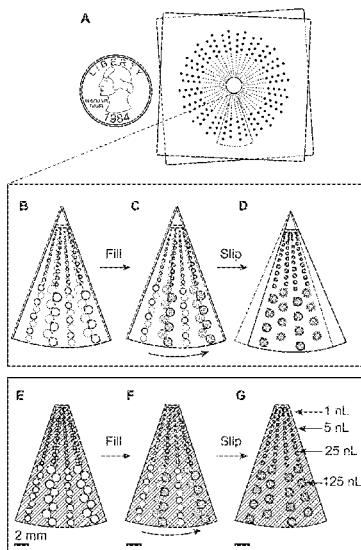 A
LIBERTY
1984
B
C
D
Fill
Slip
E
F
G
Fill
Slip
1 nL
5 nL
25 nL
125 nL
2 mm